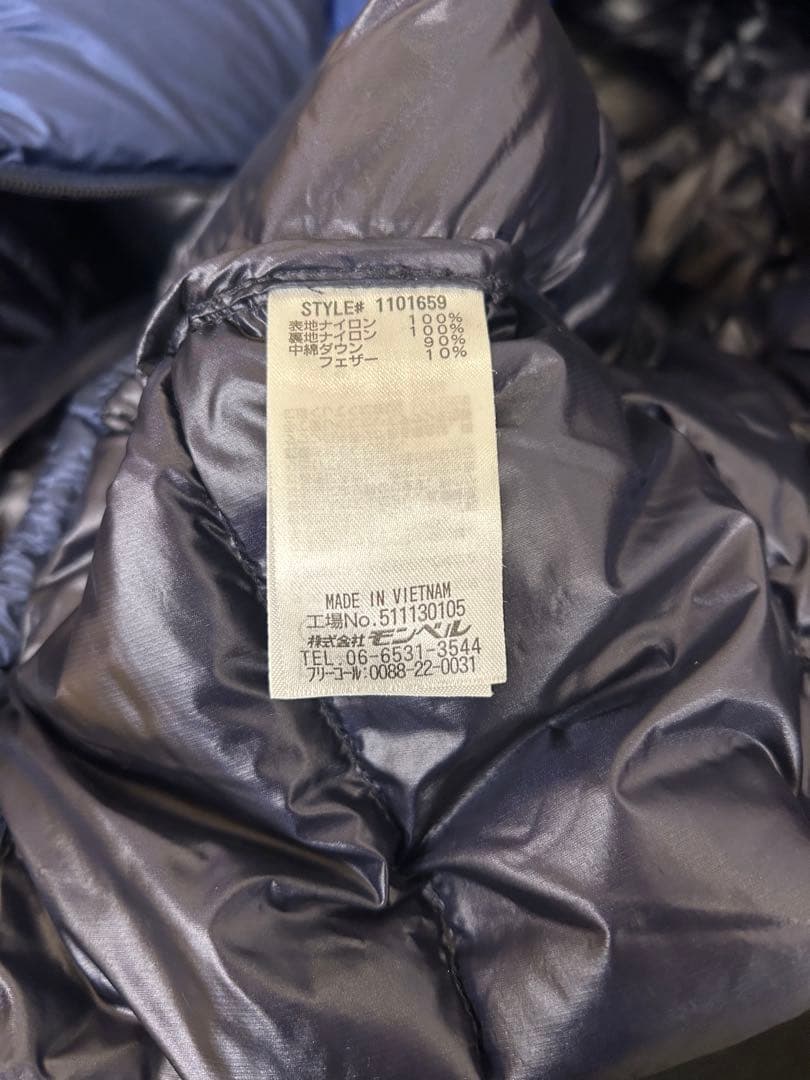 STYLE# 1101659
表地ナイロン 100%
裏地ナイロン 100%
中綿ダウン 90%
フェザー 10%
MADE IN VIETNAM
工場No.511130105
株式会社モンベル
TEL.06-6531-3544
フリーコール:0088-22-0031